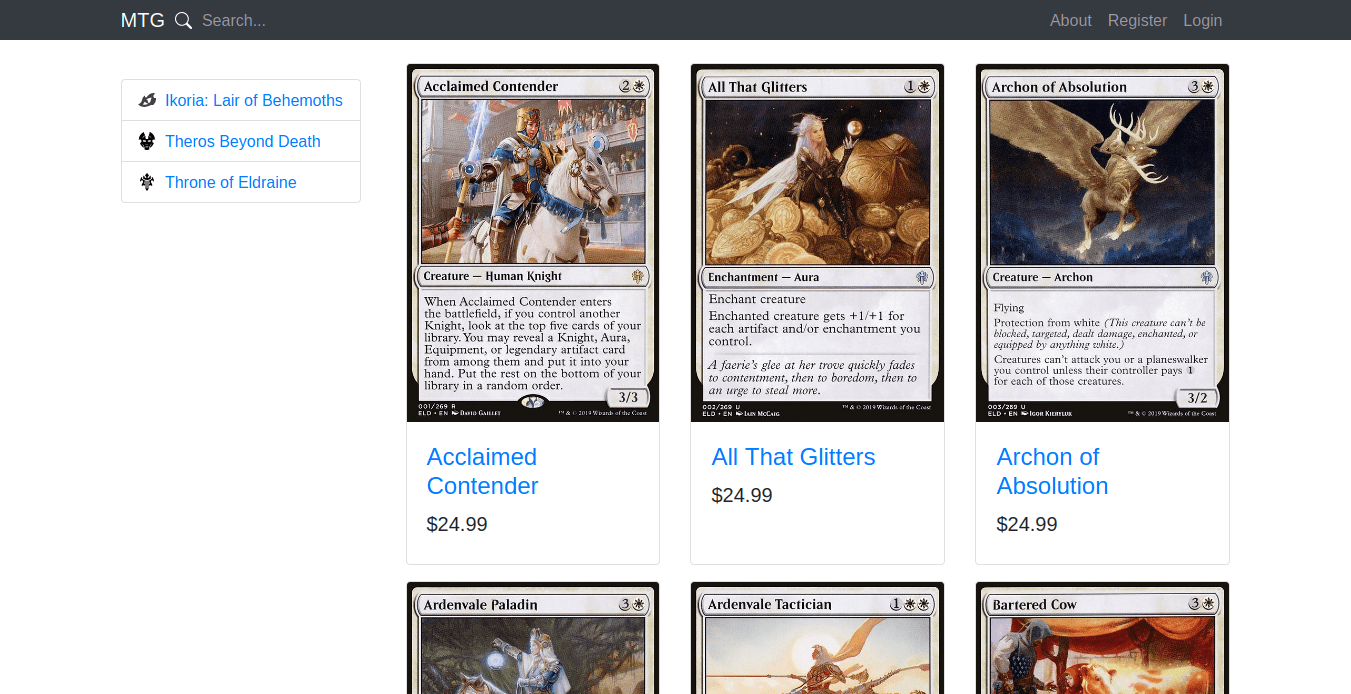 MTG Search... About Register Login
Ikoria: Lair of Behemoths
Theros Beyond Death
Throne of Eldraine
Acclaimed Contender 2
Creature — Human Knight
When Acclaimed Contender enters
the battlefield, if you control another
Knight, look at the top five cards of your
library. You may reveal a Knight, Aura,
Equipment, or legendary artifact card
from among them and put it into your
hand. Put the rest on the bottom of your
library in a random order.
3/3
001/269 R
ELD • EN David Gaillet ™ & © 2019 Wizards of the Coast
Acclaimed
Contender
$24.99
All That Glitters 1
Enchantment — Aura
Enchant creature
Enchanted creature gets +1/+1 for
each artifact and/or enchantment you
control.
A faerie's glee at her trove quickly fades
to contentment, then to boredom, then to
an urge to steal more.
002/269 U ™ & © 2019 Wizards of the Coast
ELD • EN Iain McCaig
All That Glitters
$24.99
Archon of Absolution 3
Creature — Archon
Flying
Protection from white (This creature can't be
blocked, targeted, dealt damage, enchanted, or
equipped by anything white.)
Creatures can't attack you or a planeswalker
you control unless their controller pays 1
for each of those creatures.
3/2
003/269 U
ELD • EN Igor Kieryluk ™ & © 2019 Wizards of the Coast
Archon of
Absolution
$24.99
Ardenvale Paladin 3
Ardenvale Tactician 1
Bartered Cow 3